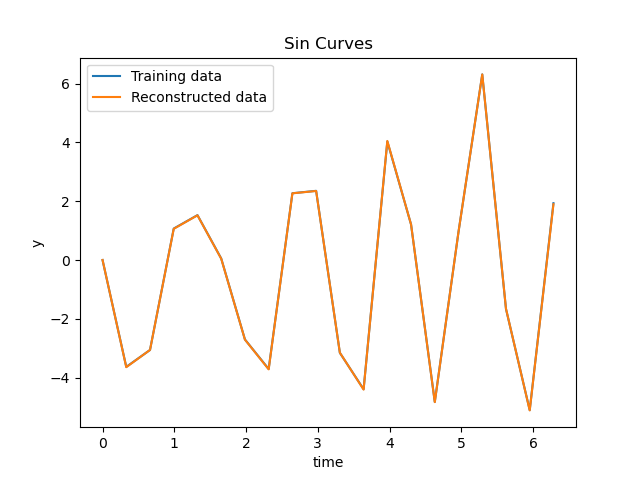 Sin Curves
Training data
Reconstructed data
6
4
2
0
−2
−4
y
0 1 2 3 4 5 6
time